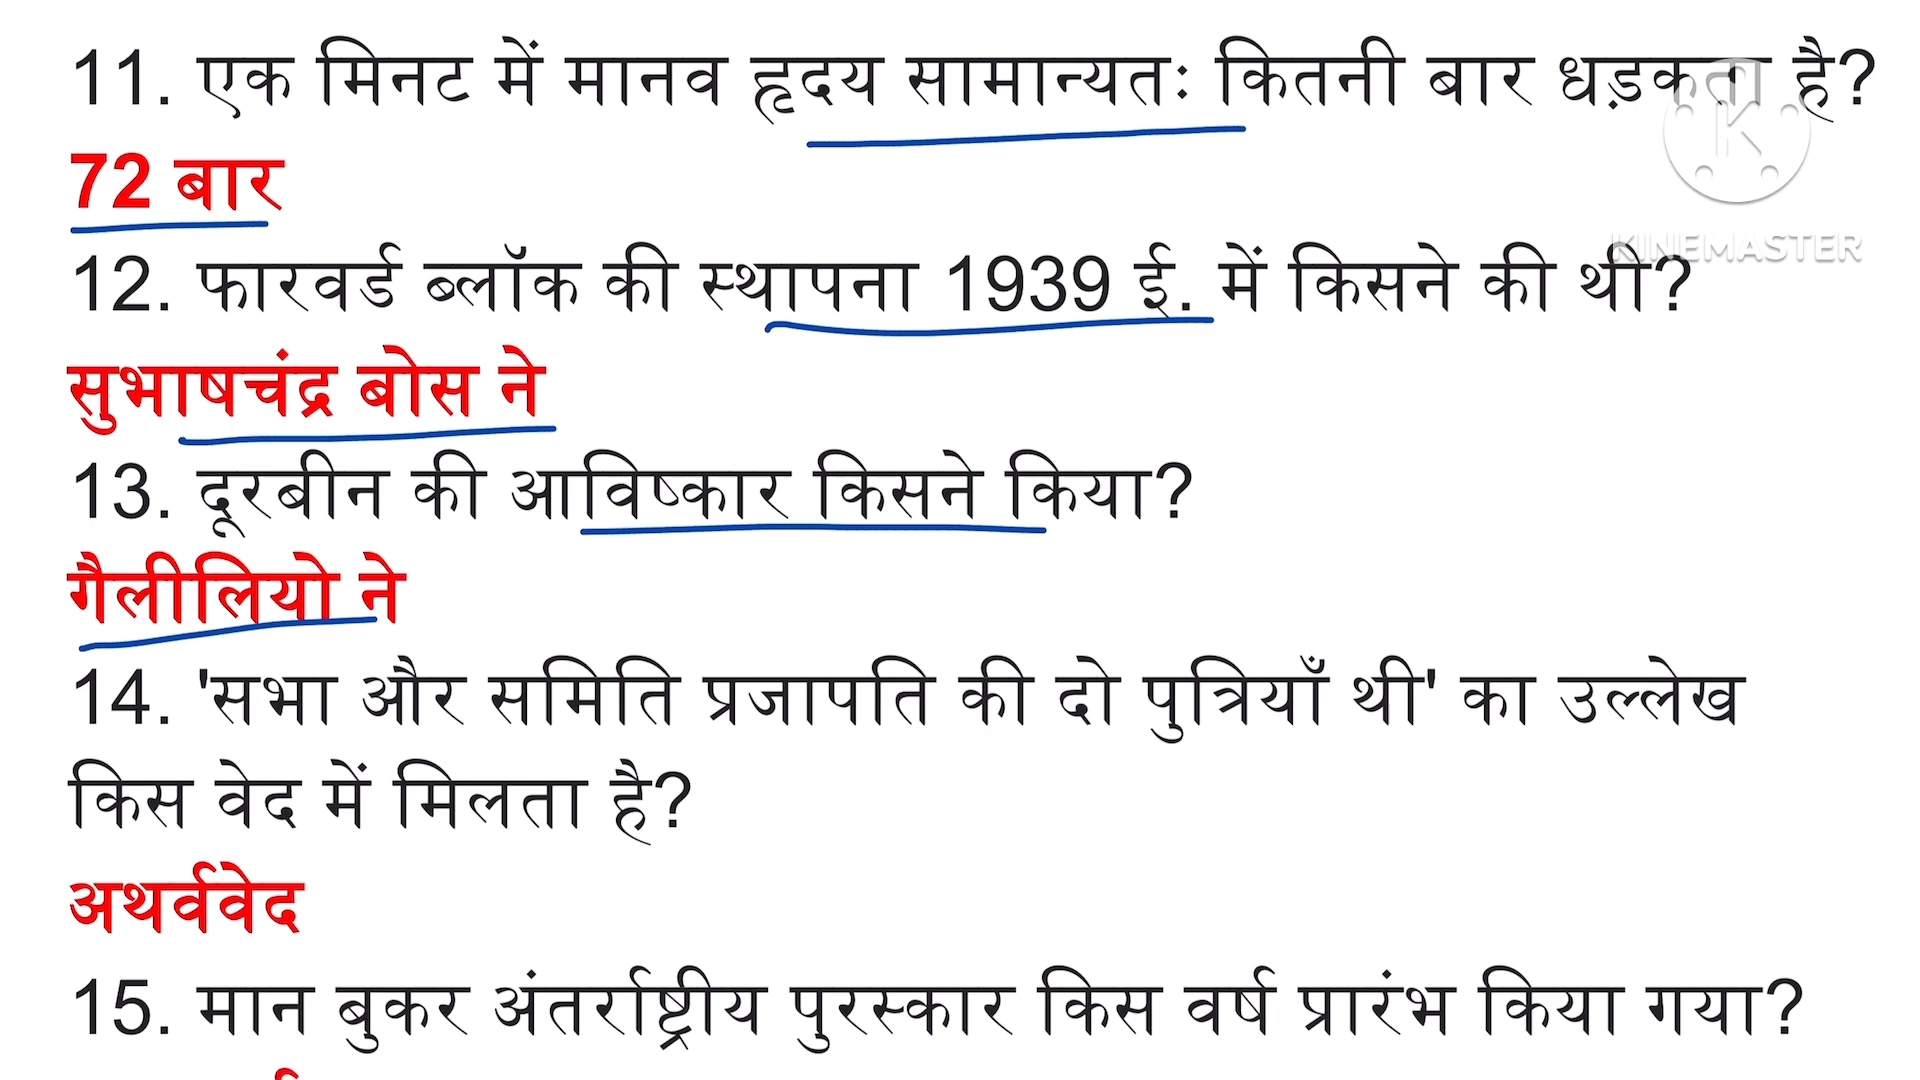 11. एक मिनट में मानव हृदय सामान्यतः कितनी बार धड़कता है?
72 बार
KINEMASTER
12. फारवर्ड ब्लॉक की स्थापना 1939 ई. में किसने की थी?
सुभाषचंद्र बोस ने
13. दूरबीन की आविष्कार किसने किया?
गैलीलियो ने
14. 'सभा और समिति प्रजापति की दो पुत्रियाँ थी' का उल्लेख
किस वेद में मिलता है?
अथर्ववेद
15. मान बुकर अंतर्राष्ट्रीय पुरस्कार किस वर्ष प्रारंभ किया गया?